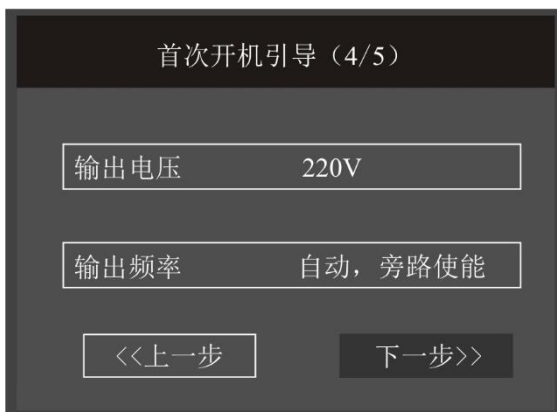 首次开机引导（4/5）
输出电压 220V
输出频率 自动，旁路使能
<<上一步 下一步>>